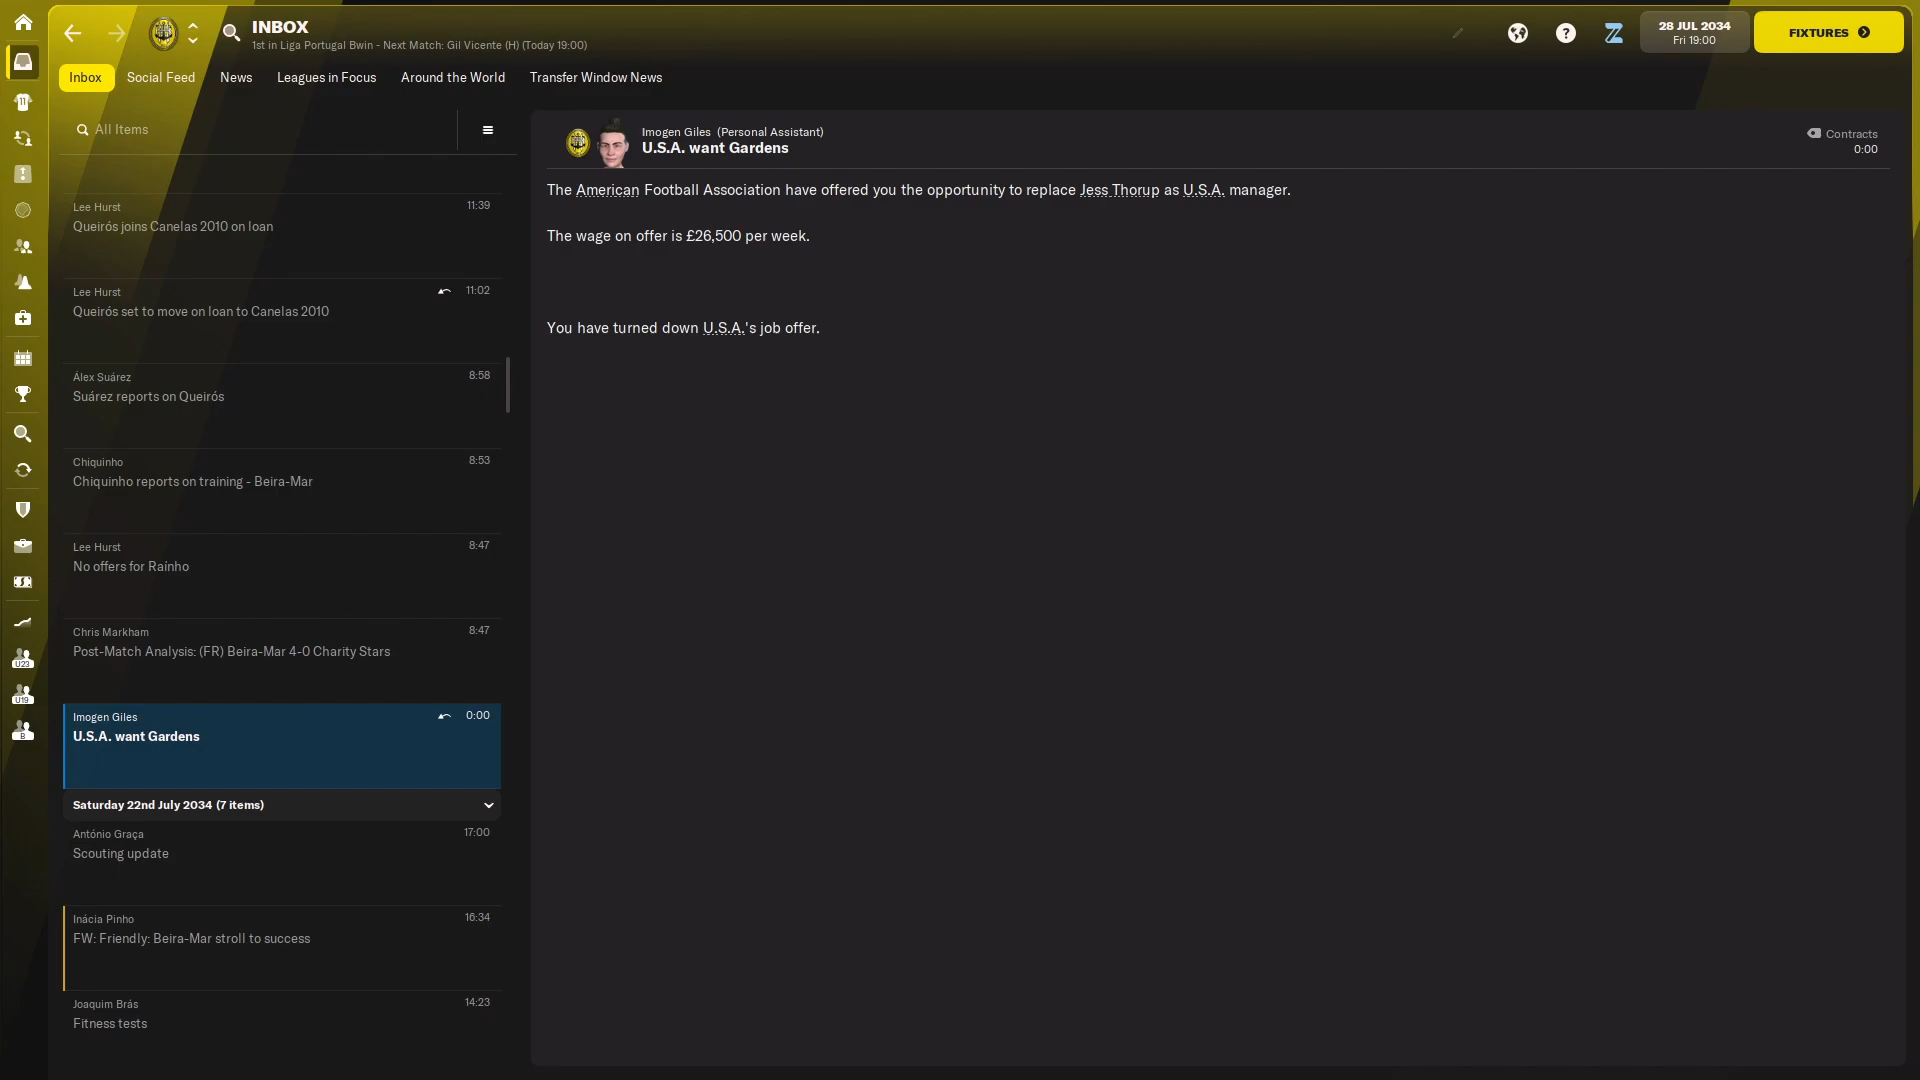 INBOX
1st in Liga Portugal Bwin - Next Match: Gil Vicente (H) (Today 19:00)
28 JUL 2034
Fri 19:00
FIXTURES
Inbox
Social Feed
News
Leagues in Focus
Around the World
Transfer Window News
All Items
Lee Hurst
11:39
Queirós joins Canelas 2010 on loan
Lee Hurst
11:02
Queirós set to move on loan to Canelas 2010
Álex Suárez
8:58
Suárez reports on Queirós
Chiquinho
8:53
Chiquinho reports on training - Beira-Mar
Lee Hurst
8:47
No offers for Raínho
Chris Markham
8:47
Post-Match Analysis: (FR) Beira-Mar 4-0 Charity Stars
Imogen Giles
0:00
U.S.A. want Gardens
Saturday 22nd July 2034 (7 items)
António Graça
17:00
Scouting update
Inácia Pinho
16:34
FW: Friendly: Beira-Mar stroll to success
Joaquim Brás
14:23
Fitness tests
U23
U19
B
Imogen Giles (Personal Assistant)
U.S.A. want Gardens
Contracts
0:00
The American Football Association have offered you the opportunity to replace Jess Thorup as U.S.A. manager.
The wage on offer is £26,500 per week.
You have turned down U.S.A.'s job offer.